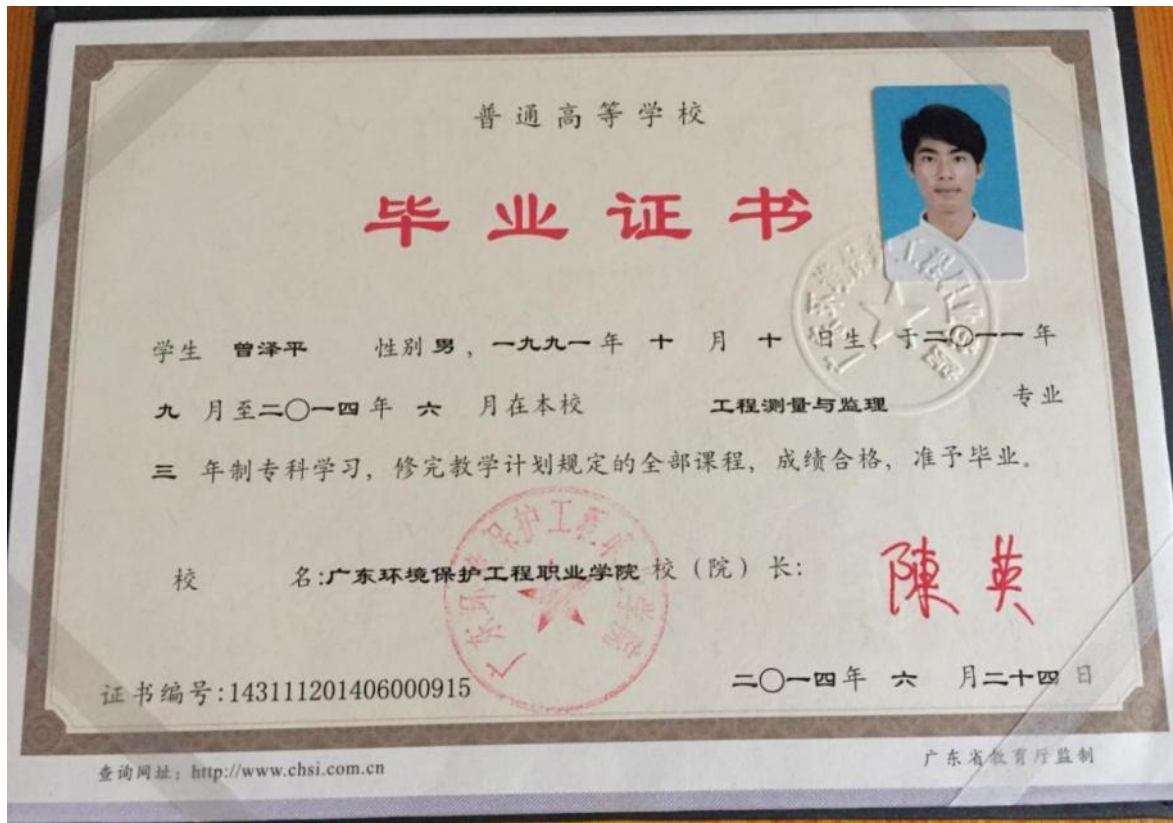 普通高等学校
毕业证书
学生 曾泽平 性别 男，一九九一年 十 月 十 日生，于二〇一一年
九 月至二〇一四年 六 月在本校 工程测量与监理 专业
三 年制专科学习，修完教学计划规定的全部课程，成绩合格，准予毕业。
校 名:广东环境保护工程职业学院 校（院）长:
陳英
证书编号:143111201406000915
二〇一四年 六 月二十四日
查询网址：http://www.chsi.com.cn
广东省教育厅监制